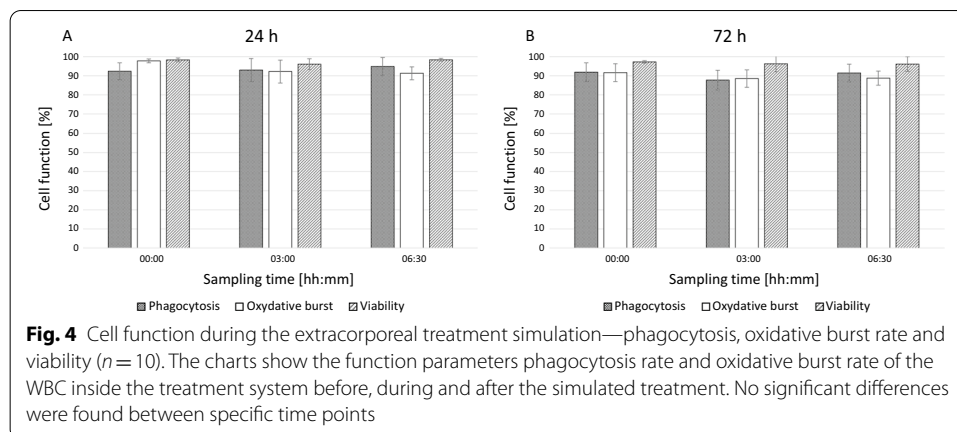 A
24 h
Cell function [%]
100
90
80
70
60
50
40
30
20
10
0
00:00
03:00
06:30
Sampling time [hh:mm]
Phagocytosis Oxydative burst Viability
B
72 h
Cell function [%]
100
90
80
70
60
50
40
30
20
10
0
00:00
03:00
06:30
Sampling time [hh:mm]
Phagocytosis Oxydative burst Viability
Fig. 4 Cell function during the extracorporeal treatment simulation—phagocytosis, oxidative burst rate and
viability (n = 10). The charts show the function parameters phagocytosis rate and oxidative burst rate of the
WBC inside the treatment system before, during and after the simulated treatment. No significant differences
were found between specific time points